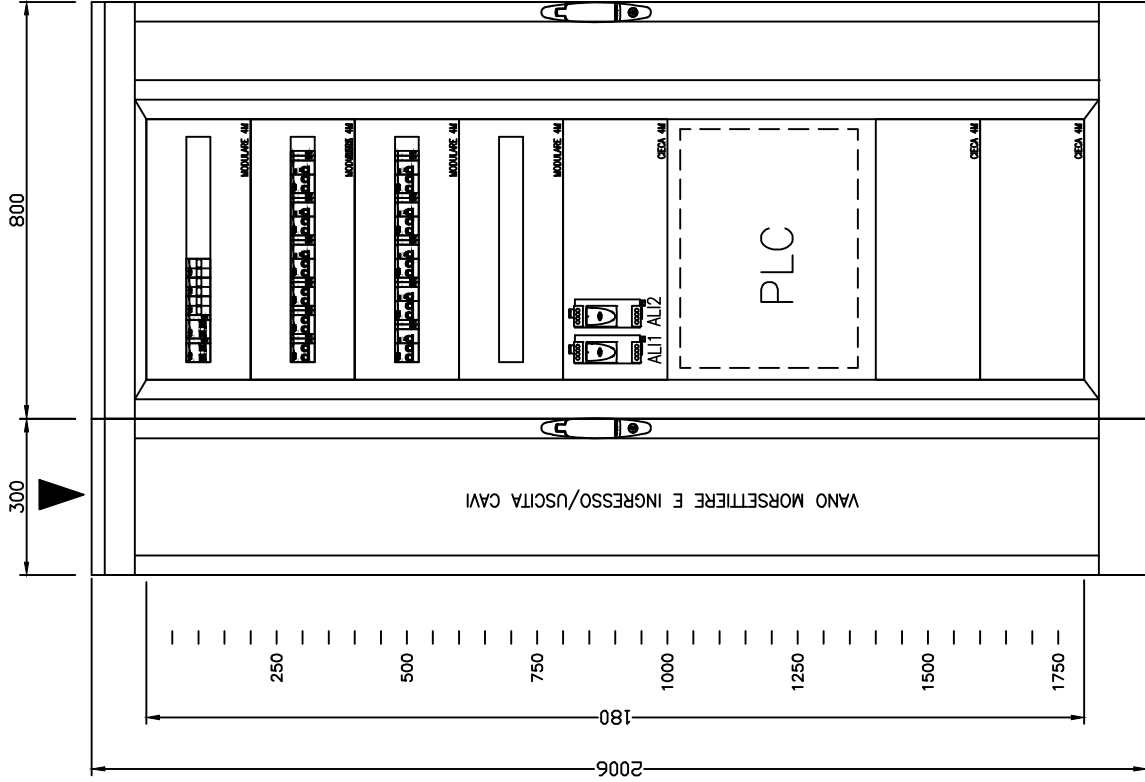 800
300
MODULARE 4M
4M
MODULARE 4M
MODULARE 4M
CIECA 4M
ALI1 ALI2
PLC
CIECA 4M
CIECA 4M
VANO MORSETTIERE E INGRESSO/USCITA CAVI
250
500
750
1000
1250
1500
1750
180
2006